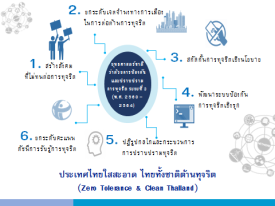 2. ยกระดับเจตจำนงทางการเมือง
ในการต่อต้านการทุจริต
1. สร้างสังคม
ที่ไม่ทนต่อการทุจริต
ยุทธศาสตร์ชาติ
ว่าด้วยการป้องกัน
และปราบปราม
การทุจริต ระยะที่ 3
(พ.ศ. 2560 -
2564)
3. สกัดกั้นการทุจริตเชิงนโยบาย
4. พัฒนาระบบป้องกัน
การทุจริตเชิงรุก
6. ยกระดับคะแนน
ดัชนีการรับรู้การทุจริต
5. ปฏิรูปกลไกและกระบวนการ
การปราบปรามทุจริต
ประเทศไทยใสสะอาด ไทยทั้งชาติต้านทุจริต
(Zero Tolerance & Clean Thailand)